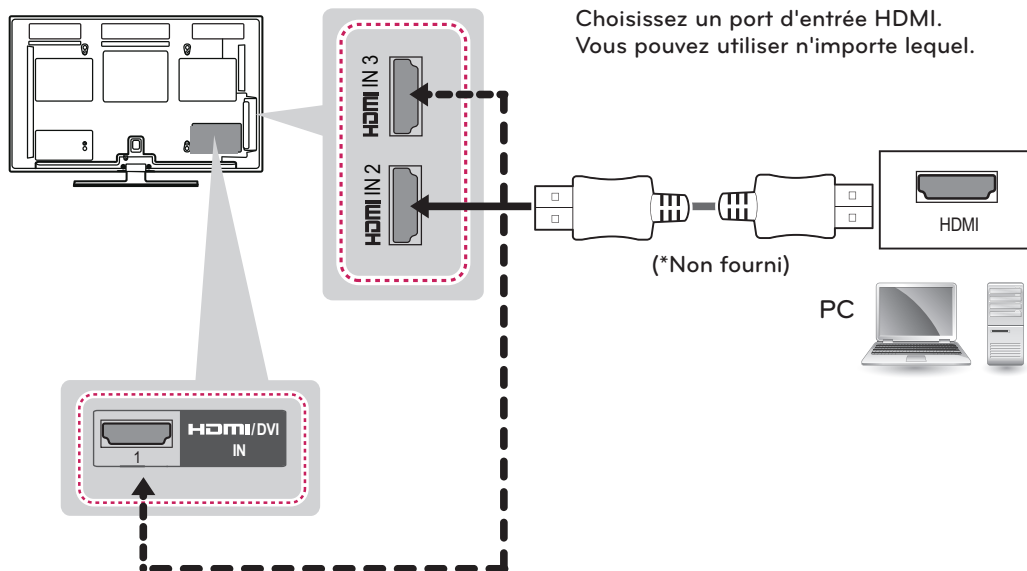 Choisissez un port d'entrée HDMI.
Vous pouvez utiliser n'importe lequel.
HDMI IN 3
HDMI IN 2
HDMI
(*Non fourni)
PC
HDMI/DVI
IN
1